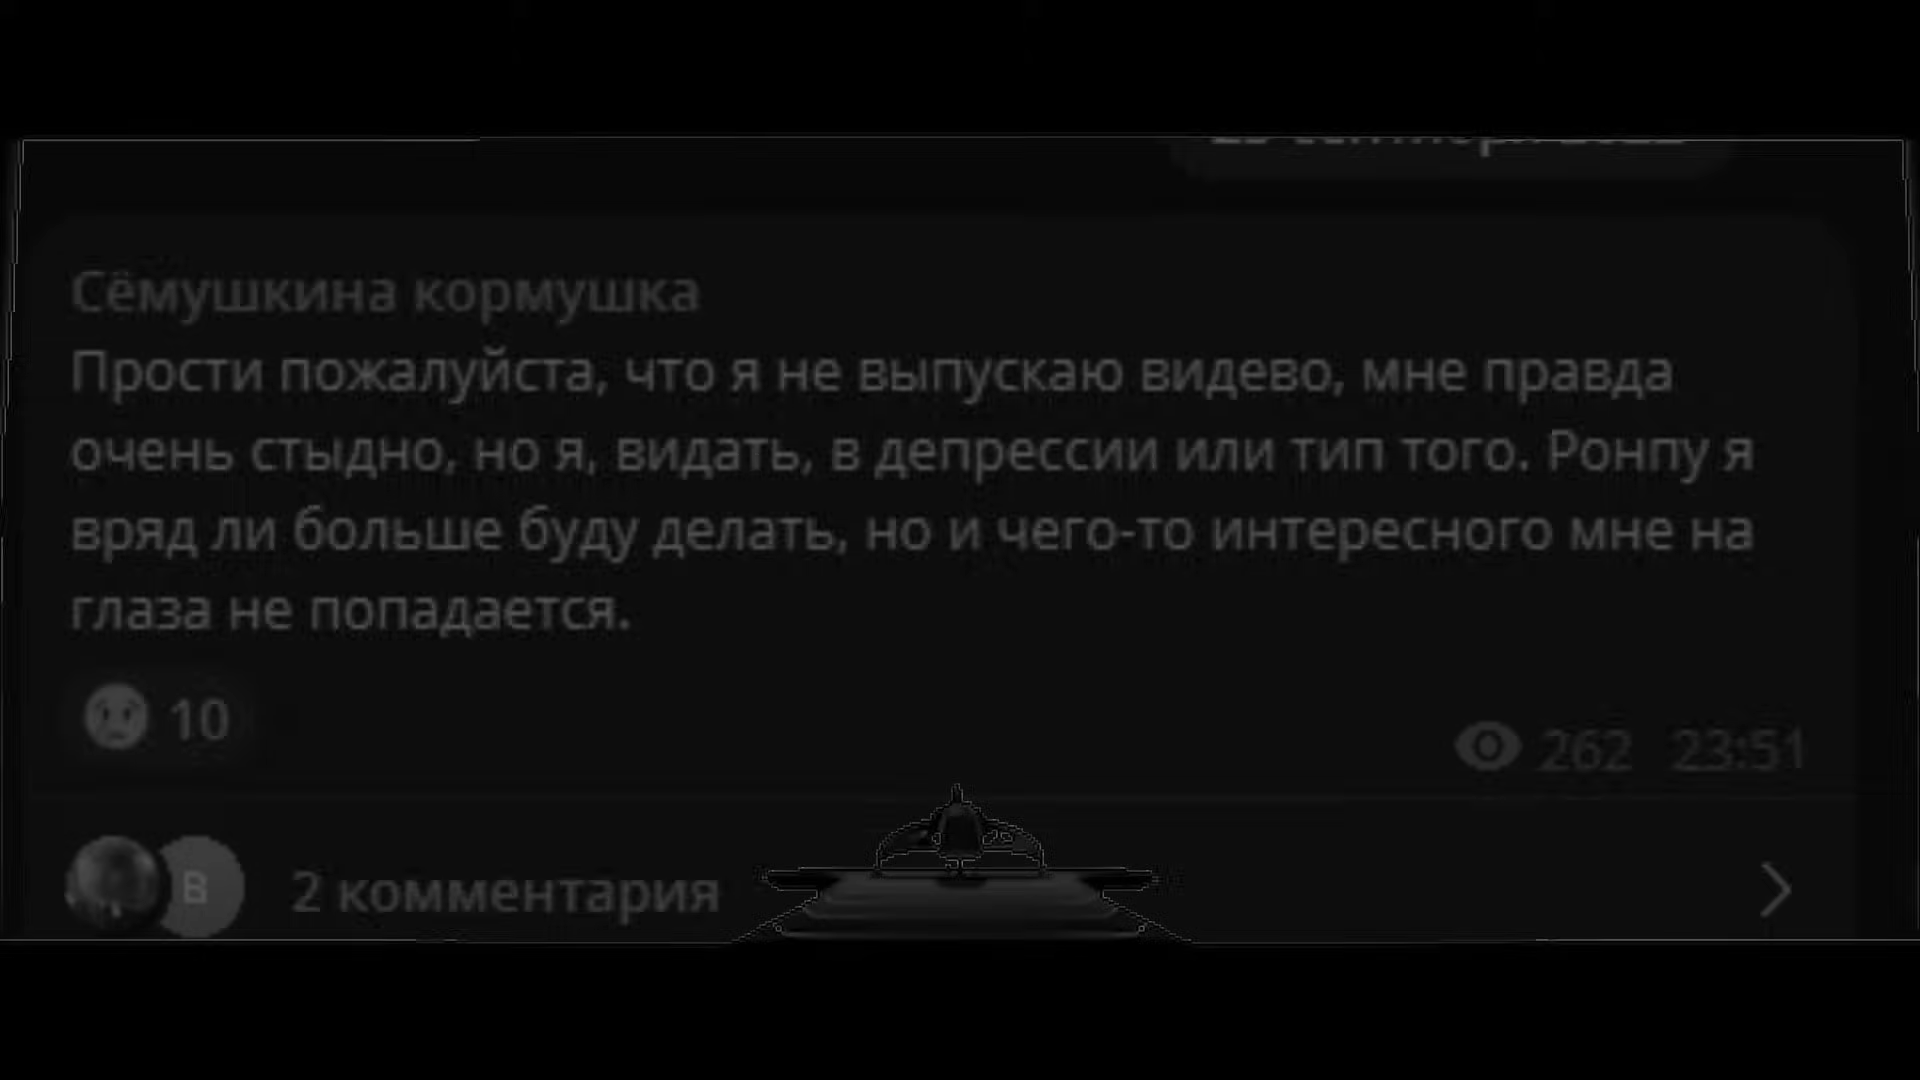 Сёмушкина кормушка
Прости пожалуйста, что я не выпускаю видево, мне правда
очень стыдно, но я, видать, в депрессии или тип того. Ронпу я
вряд ли больше буду делать, но и чего-то интересного мне на
глаза не попадается.
10
262 23:51
В
2 комментария